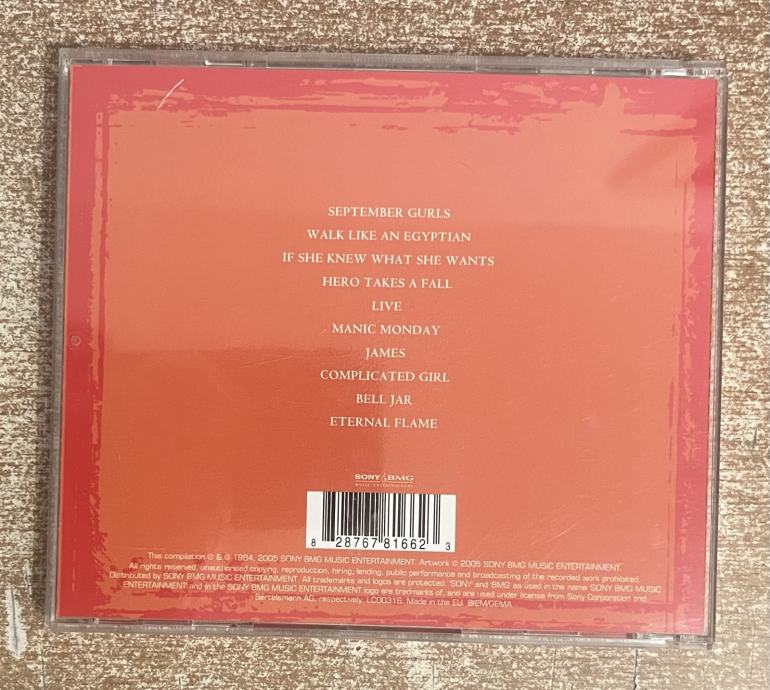 SEPTEMBER GURLS
WALK LIKE AN EGYPTIAN
IF SHE KNEW WHAT SHE WANTS
HERO TAKES A FALL
LIVE
MANIC MONDAY
JAMES
COMPLICATED GIRL
BELL JAR
ETERNAL FLAME
SONY BMG
MUSIC ENTERTAINMENT
8 28767 81662 3
This compilation ℗ & © 1984, 2005 SONY BMG MUSIC ENTERTAINMENT. Artwork © 2005 SONY BMG MUSIC ENTERTAINMENT
All rights reserved, unauthorised copying, reproduction, hiring, lending, public performance and broadcasting of the recorded work prohibited.
Distributed by SONY BMG MUSIC ENTERTAINMENT. All trademarks and logos are protected. SONY and BMG as used in the name SONY BMG MUSIC
ENTERTAINMENT and in the SONY BMG MUSIC ENTERTAINMENT logo are trademarks of, and are used under license from Sony Corporation and
Bertelsmann AG, respectively. LC00316. Made in the EU. BIEM/GEMA